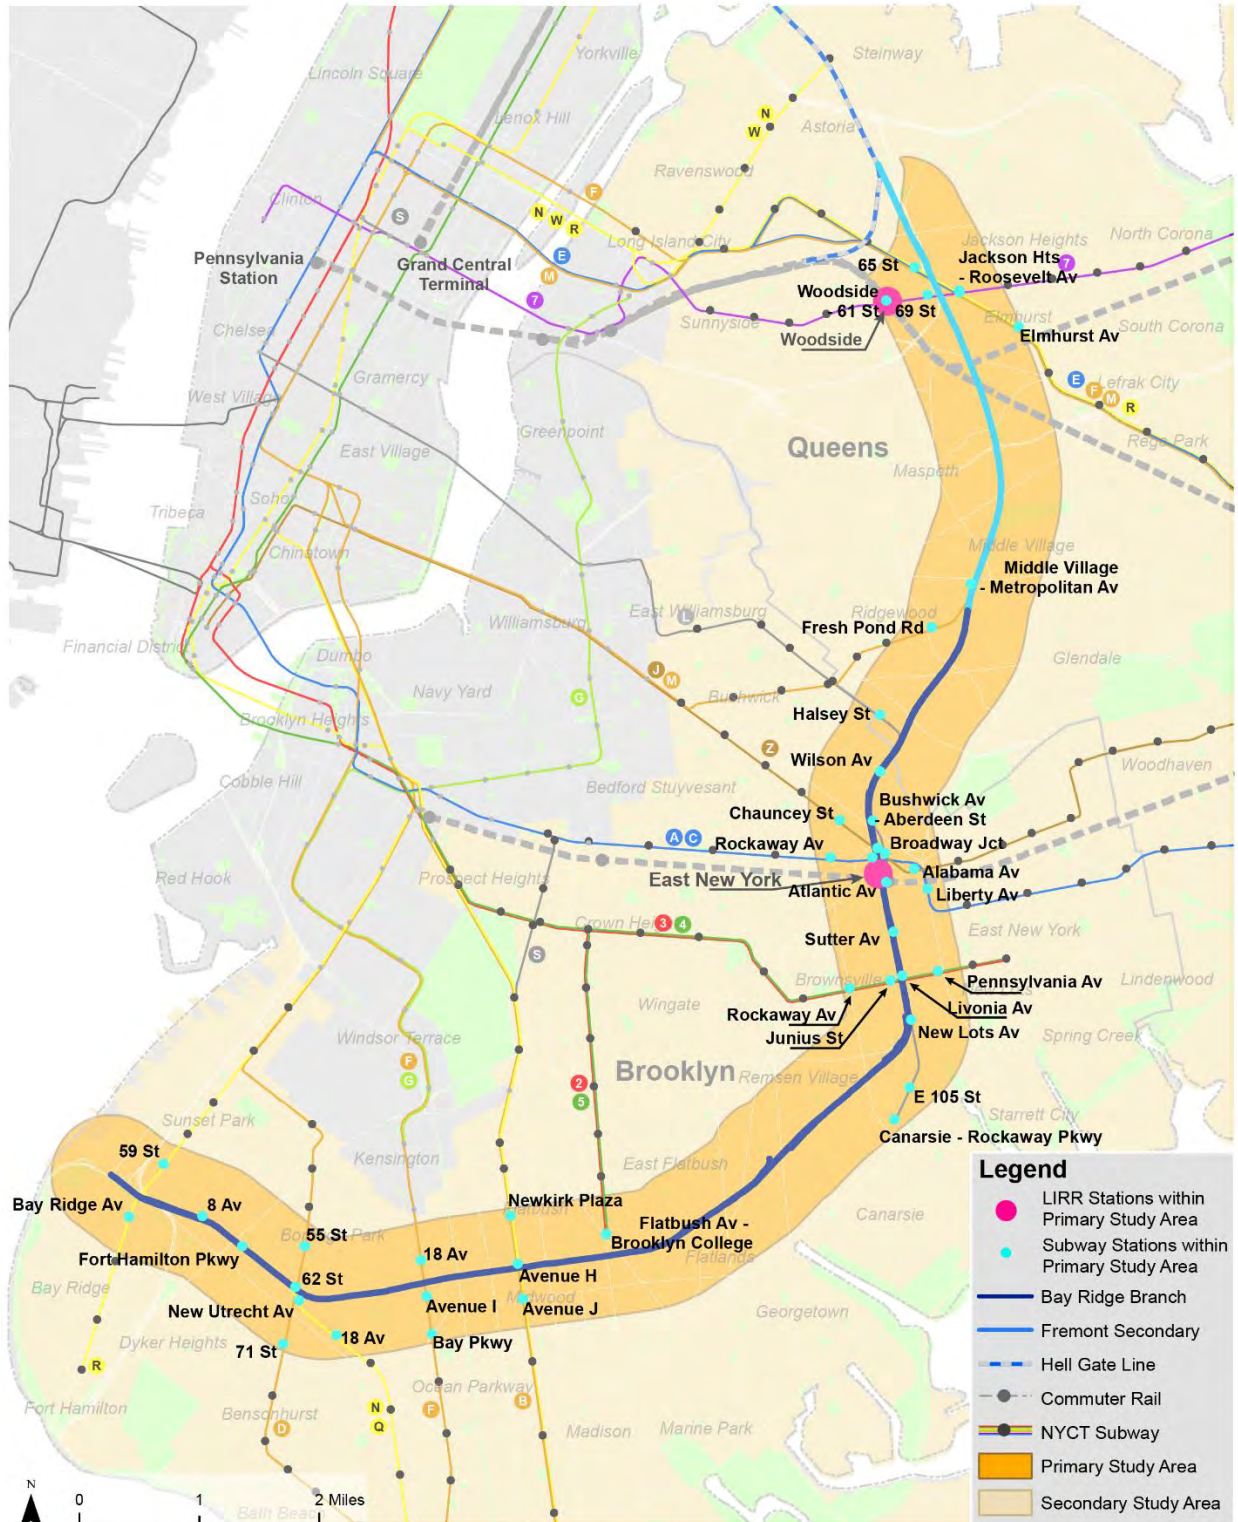 Steinway
Yorkville
Lincoln Square
Lenox Hill
N
W
Astoria
Ravenswood
F
Clinton
S
N
W
R
Long Island City
E
M
Jackson Heights
North Corona
Pennsylvania
Station
Grand Central
Terminal
7
65 St
Jackson Hts
- Roosevelt Av
7
Woodside
- 61 St
69 St
Sunnyside
Elmhurst
South Corona
Woodside
Elmhurst Av
Chelsea
Gramercy
West Village
E
F
M
R
Lefrak City
Rego Park
East Village
Greenpoint
Queens
Maspeth
Soho
Tribeca
Chinatown
Middle Village
Middle Village
- Metropolitan Av
East Williamsburg
L
Ridgewood
Williamsburg
Fresh Pond Rd
Financial District
Dumbo
Glendale
J
M
Navy Yard
G
Bushwick
Brooklyn Heights
Halsey St
Z
Wilson Av
Woodhaven
Cobble Hill
Bedford Stuyvesant
Chauncey St
Bushwick Av
- Aberdeen St
A
C
Rockaway Av
Broadway Jct
Red Hook
Prospect Heights
East New York
Alabama Av
Atlantic Av
Liberty Av
Crown Heights
3
4
Sutter Av
East New York
S
Brownsville
Pennsylvania Av
Lindenwood
Wingate
Rockaway Av
Livonia Av
Junius St
New Lots Av
Spring Creek
Windsor Terrace
F
G
Brooklyn
2
5
Remsen Village
E 105 St
Starrett City
Sunset Park
Canarsie - Rockaway Pkwy
59 St
Kensington
East Flatbush
Bay Ridge Av
8 Av
Newkirk Plaza
Flatbush
Canarsie
Borough Park
55 St
Flatbush Av -
Brooklyn College
Fort Hamilton Pkwy
18 Av
Flatlands
62 St
Avenue H
Bay Ridge
New Utrecht Av
Avenue I
Midwood
Avenue J
Georgetown
Dyker Heights
18 Av
Bay Pkwy
71 St
R
Ocean Parkway
Fort Hamilton
Bensonhurst
D
N
Q
F
B
Madison
Marine Park
Bath Beach
N
0
1
2 Miles
Legend
LIRR Stations within
Primary Study Area
Subway Stations within
Primary Study Area
Bay Ridge Branch
Fremont Secondary
Hell Gate Line
Commuter Rail
NYCT Subway
Primary Study Area
Secondary Study Area